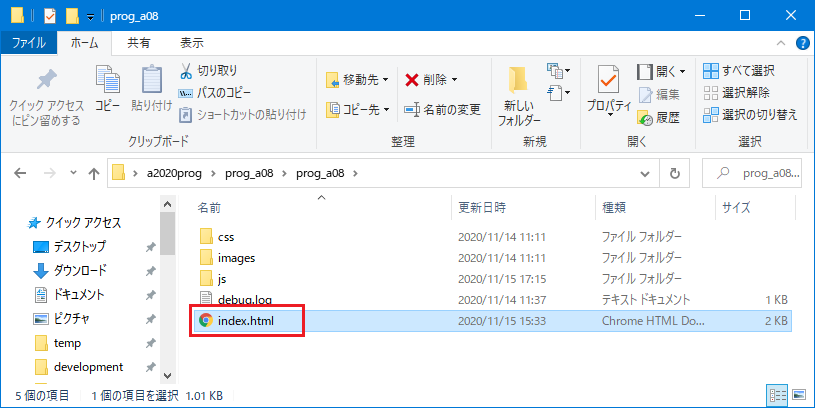 prog_a08
ファイル ホーム 共有 表示
クイック アクセス
にピン留めする
コピー
貼り付け
切り取り
パスのコピー
ショートカットの貼り付け
クリップボード
移動先
コピー先
削除
名前の変更
整理
新しい
フォルダー
新規
プロパティ
開く
編集
履歴
開く
すべて選択
選択解除
選択の切り替え
選択
a2020prog prog_a08 prog_a08
prog_a08...
クイック アクセス
デスクトップ
ダウンロード
ドキュメント
ピクチャ
temp
development
名前 更新日時 種類 サイズ
css 2020/11/14 11:11 ファイル フォルダー
images 2020/11/14 11:11 ファイル フォルダー
js 2020/11/15 17:15 ファイル フォルダー
debug.log 2020/11/14 11:37 テキスト ドキュメント 1 KB
index.html 2020/11/15 15:33 Chrome HTML Do... 2 KB
5 個の項目 1 個の項目を選択 1.01 KB